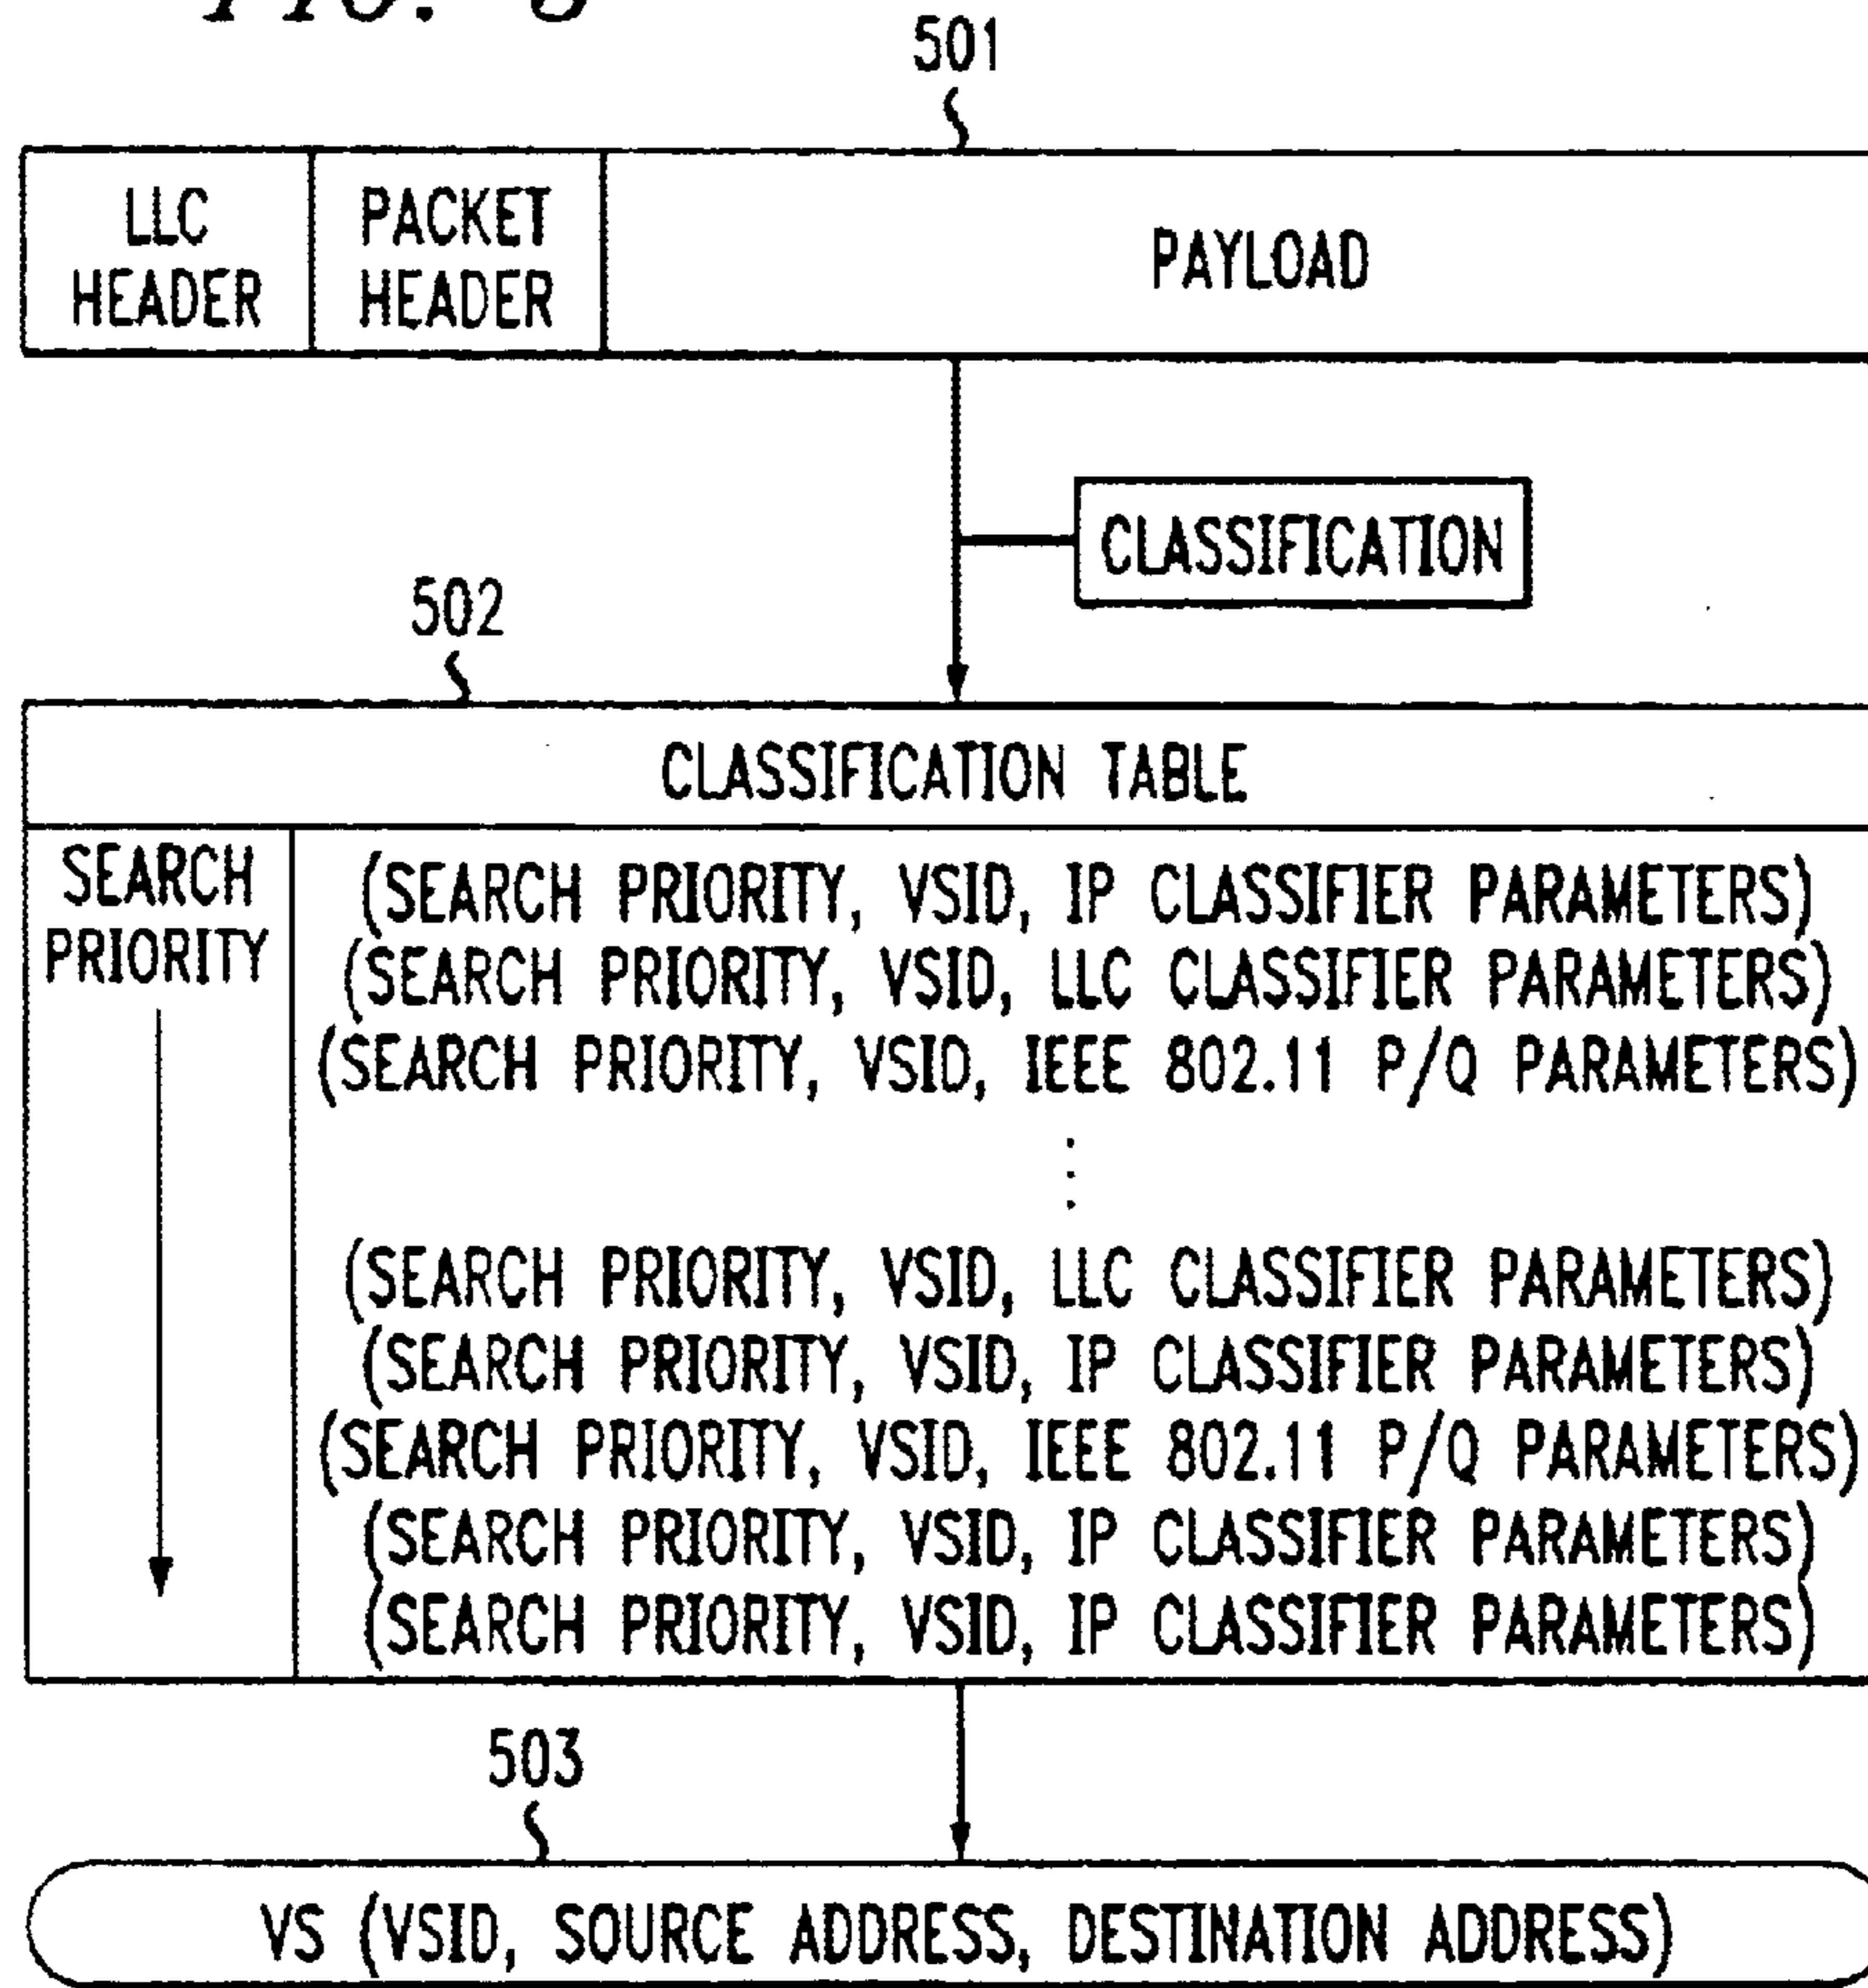 FIG. 5
501
LLC HEADER
PACKET HEADER
PAYLOAD
CLASSIFICATION
502
CLASSIFICATION TABLE
SEARCH PRIORITY
(SEARCH PRIORITY, VSID, IP CLASSIFIER PARAMETERS)
(SEARCH PRIORITY, VSID, LLC CLASSIFIER PARAMETERS)
(SEARCH PRIORITY, VSID, IEEE 802.11 P/Q PARAMETERS)
⋮
(SEARCH PRIORITY, VSID, LLC CLASSIFIER PARAMETERS)
(SEARCH PRIORITY, VSID, IP CLASSIFIER PARAMETERS)
(SEARCH PRIORITY, VSID, IEEE 802.11 P/Q PARAMETERS)
(SEARCH PRIORITY, VSID, IP CLASSIFIER PARAMETERS)
(SEARCH PRIORITY, VSID, IP CLASSIFIER PARAMETERS)
503
VS (VSID, SOURCE ADDRESS, DESTINATION ADDRESS)